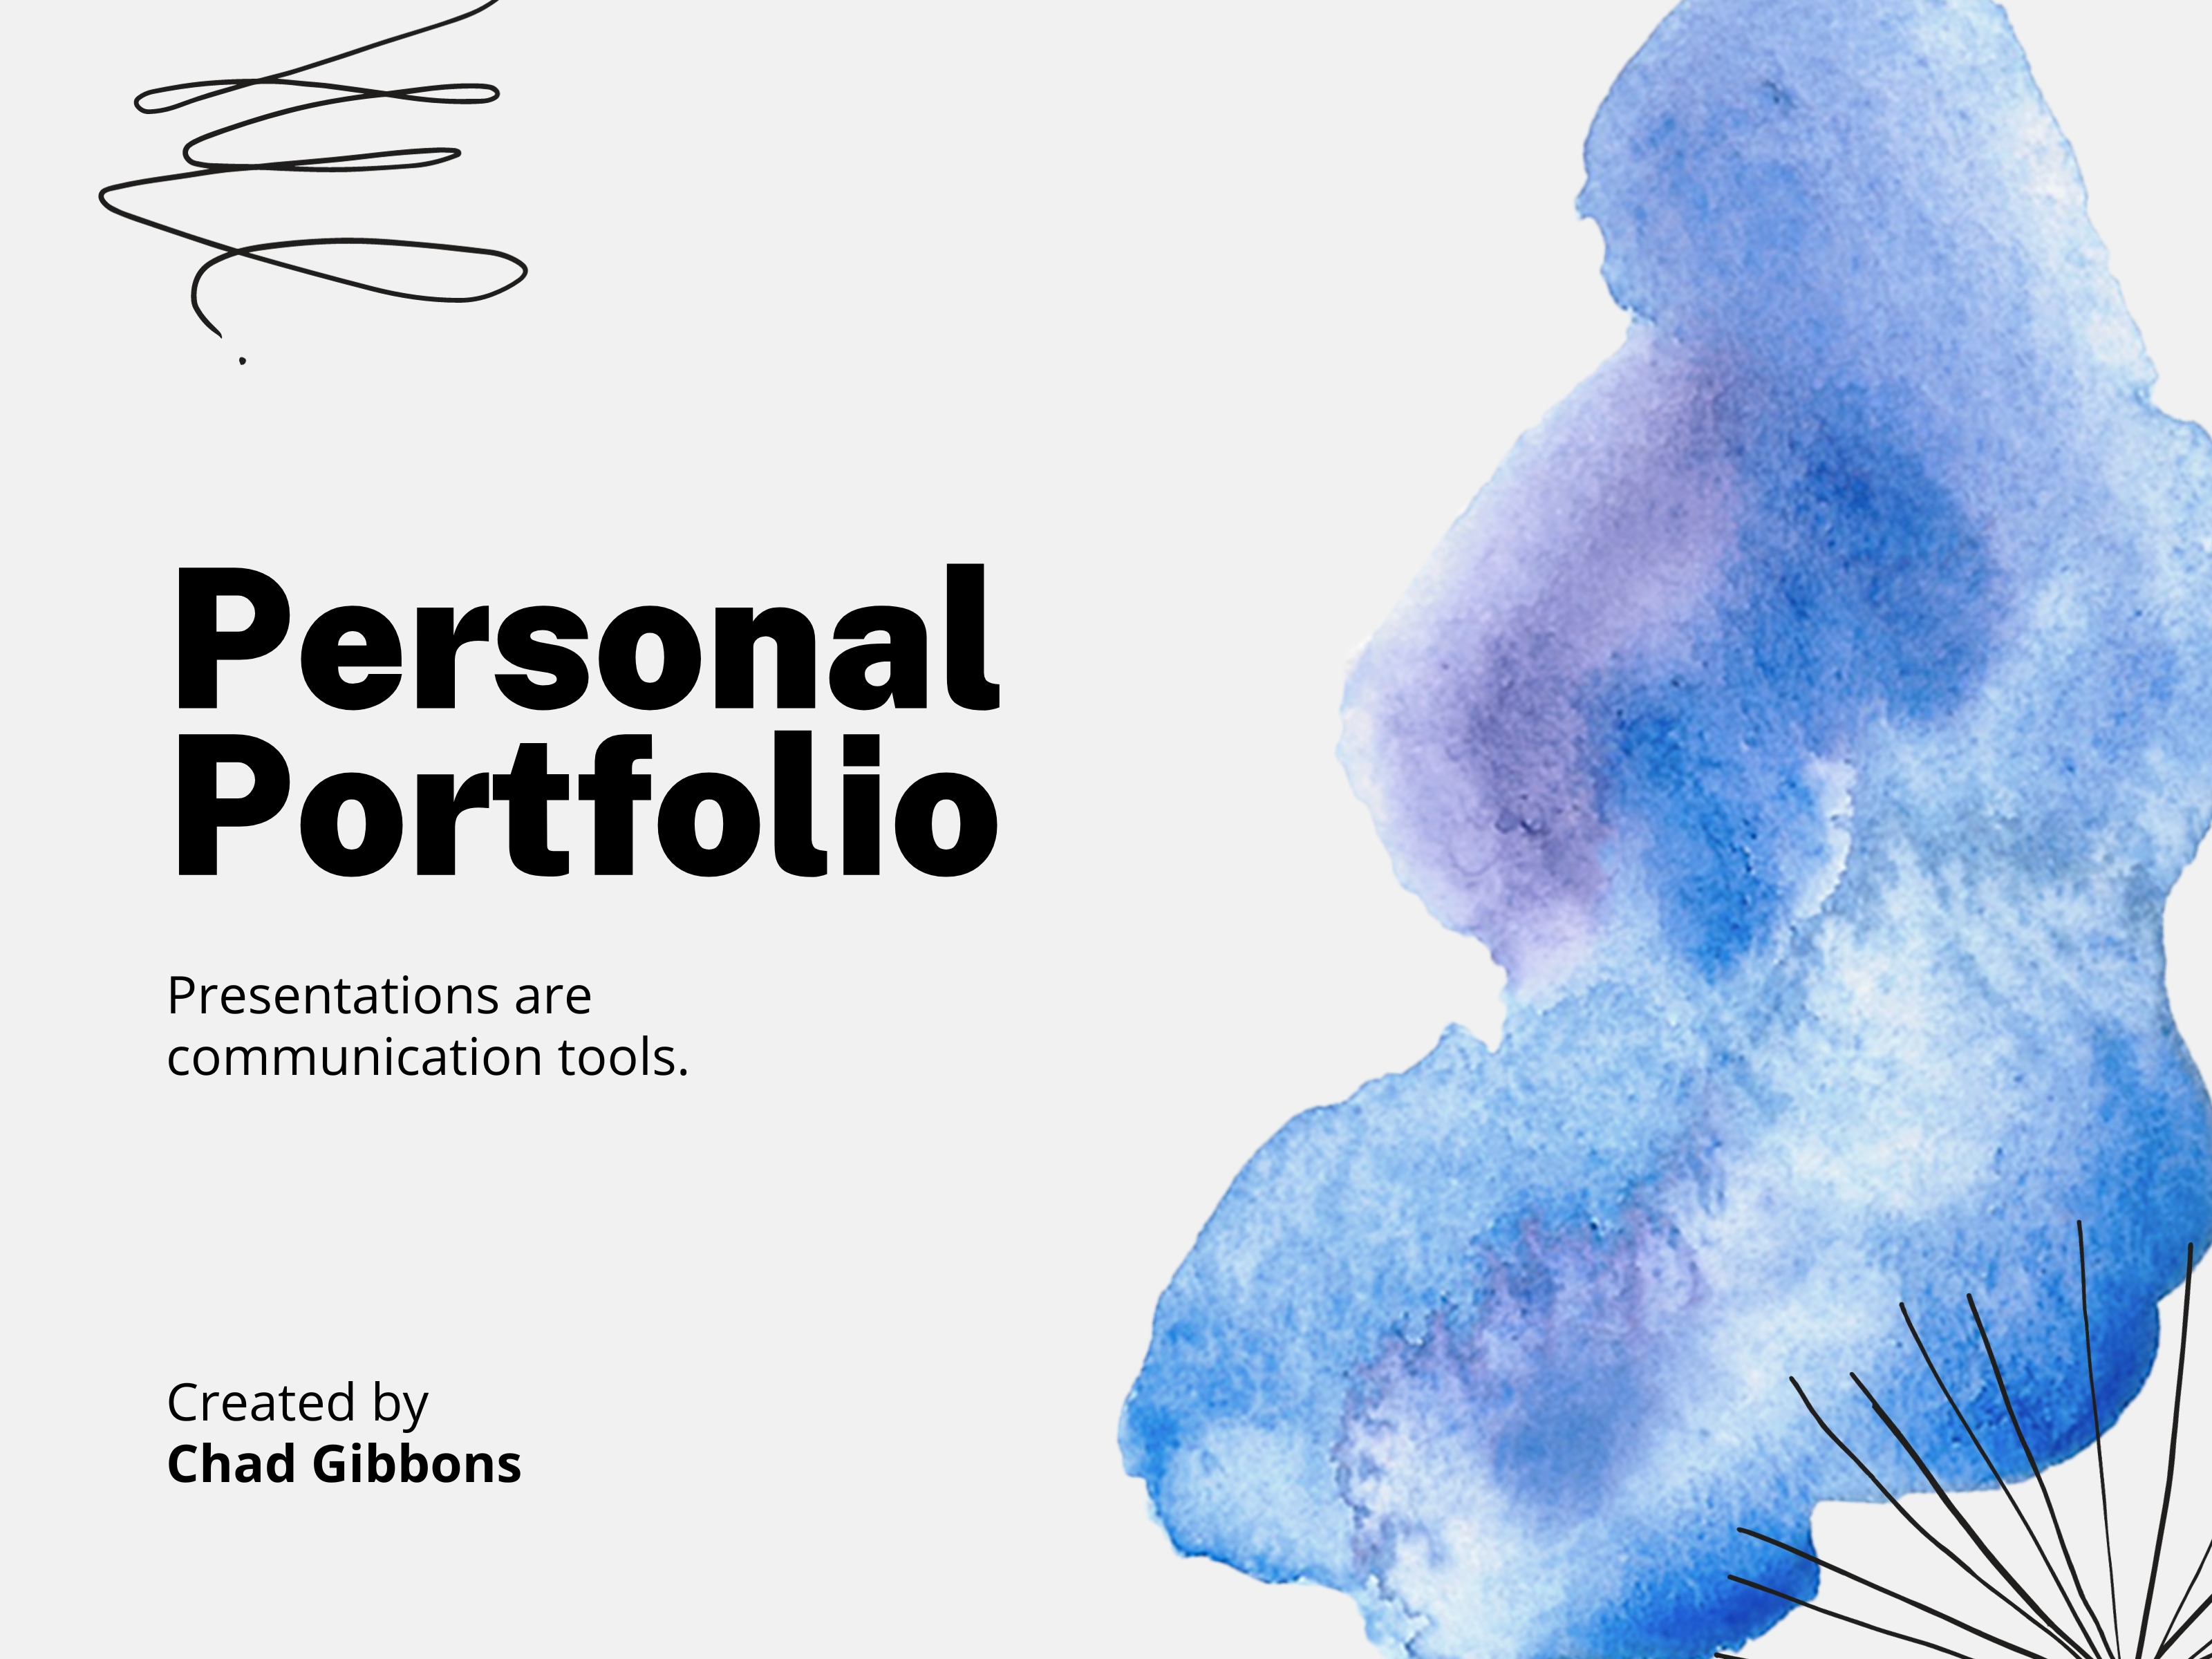 Personal
Portfolio
Presentations are
communication tools.
Created by
Chad Gibbons